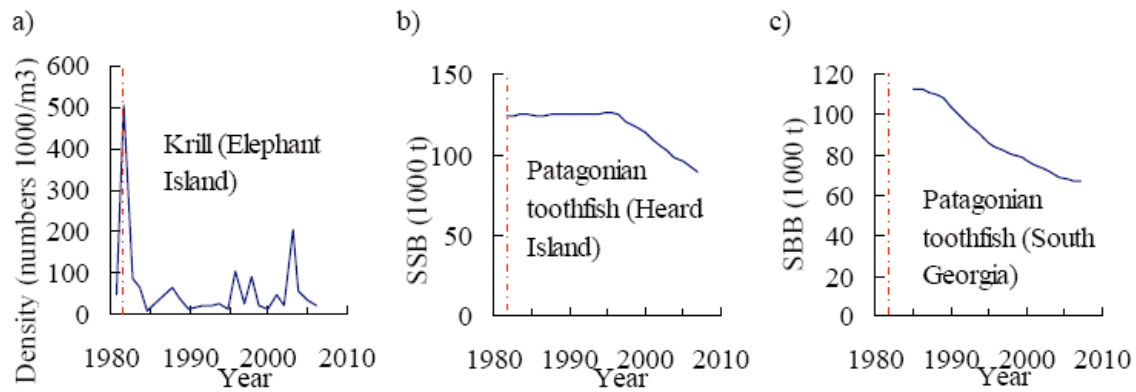 a)
Density (numbers 1000/m3)
600
500
400
300
200
100
0
Krill (Elephant
Island)
1980 1990 2000 2010
Year
b)
SSB (1000 t)
150
100
50
0
Patagonian
toothfish (Heard
Island)
1980 1990 2000 2010
Year
c)
SBB (1000 t)
120
100
80
60
40
20
0
Patagonian
toothfish (South
Georgia)
1980 1990 2000 2010
Year